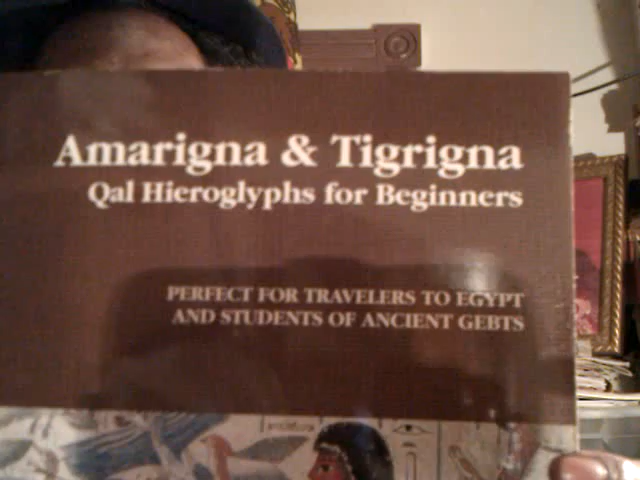 Amarigna & Tigrigna
Qal Hieroglyphs for Beginners
PERFECT FOR TRAVELERS TO EGYPT
AND STUDENTS OF ANCIENT GEBTS